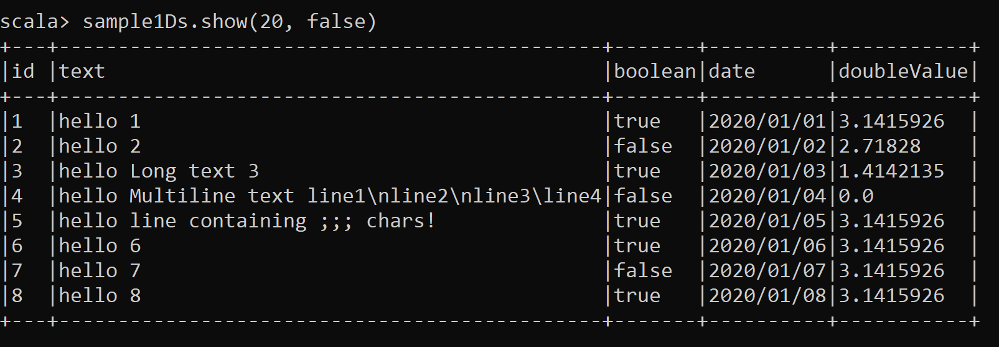 scala> sample1Ds.show(20, false)
+---+----------------------------------------------+-------+----------+-----------+
|id |text                                          |boolean|date      |doubleValue|
+---+----------------------------------------------+-------+----------+-----------+
|1  |hello 1                                       |true   |2020/01/01|3.1415926  |
|2  |hello 2                                       |false  |2020/01/02|2.71828    |
|3  |hello Long text 3                             |true   |2020/01/03|1.4142135  |
|4  |hello Multiline text line1\nline2\nline3\line4|false  |2020/01/04|0.0        |
|5  |hello line containing ;;; chars!              |true   |2020/01/05|3.1415926  |
|6  |hello 6                                       |true   |2020/01/06|3.1415926  |
|7  |hello 7                                       |false  |2020/01/07|3.1415926  |
|8  |hello 8                                       |true   |2020/01/08|3.1415926  |
+---+----------------------------------------------+-------+----------+-----------+